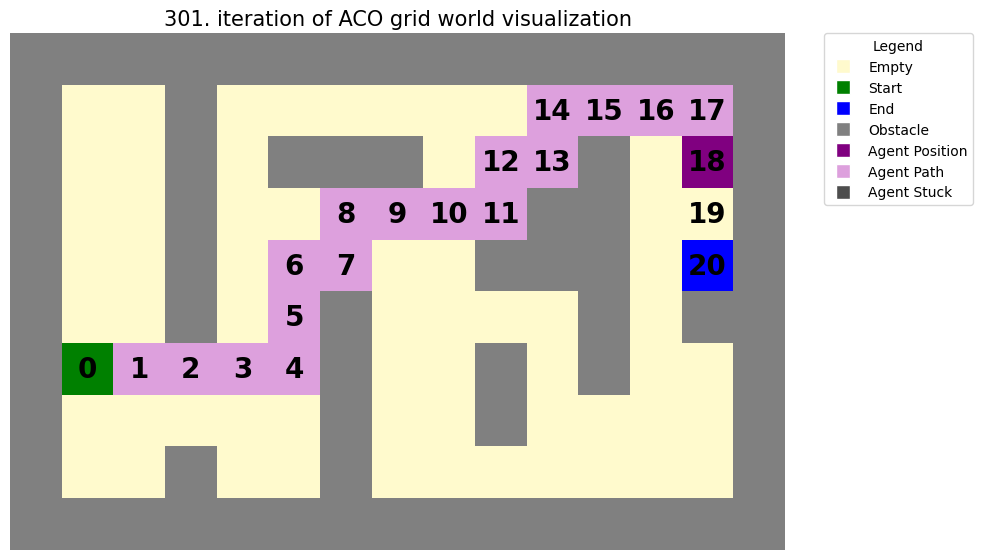 301. iteration of ACO grid world visualization
14 15 16 17
12 13 18
8 9 10 11 19
6 7 20
5
0 1 2 3 4
Legend
Empty
Start
End
Obstacle
Agent Position
Agent Path
Agent Stuck